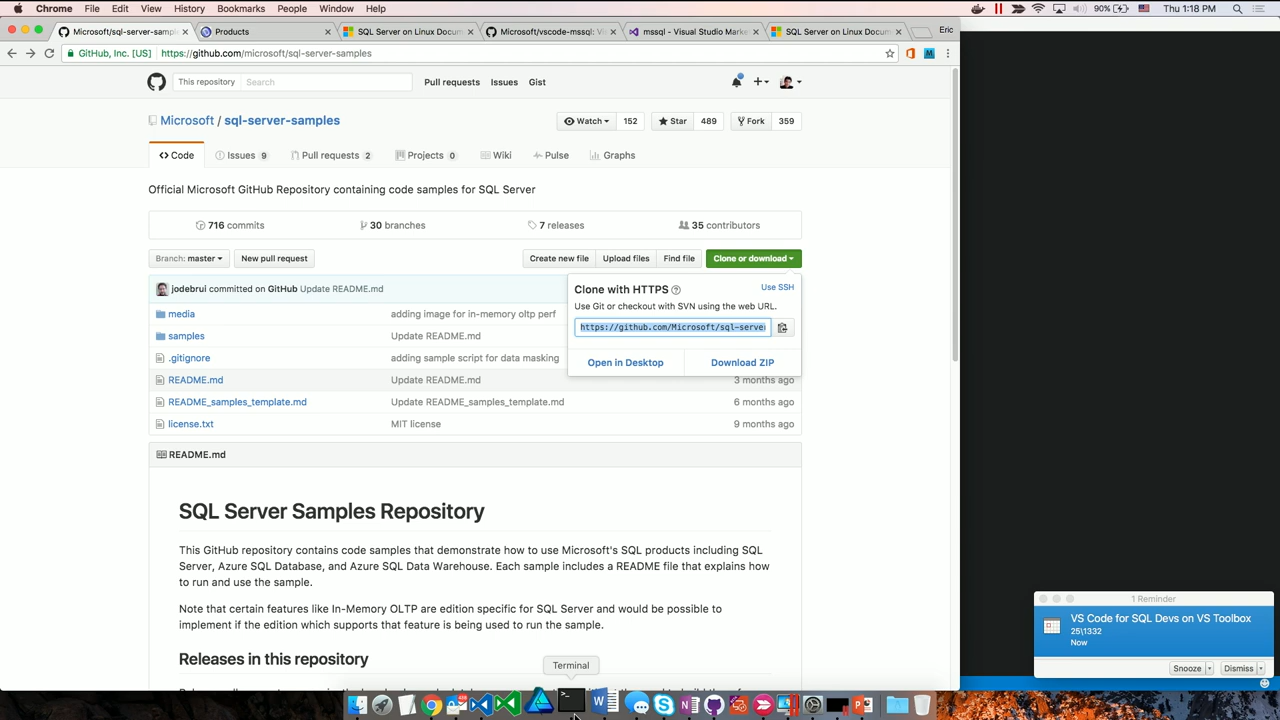 Chrome File Edit View History Bookmarks People Window Help 90% Thu 1:18 PM
Microsoft/sql-server-sample Products SQL Server on Linux Docum Microsoft/vscode-mssql: Vi mssql - Visual Studio Marke SQL Server on Linux Docum Eric
GitHub, Inc. [US] https://github.com/microsoft/sql-server-samples
This repository Search Pull requests Issues Gist
Microsoft / sql-server-samples Watch 152 Star 489 Fork 359
Code Issues 9 Pull requests 2 Projects 0 Wiki Pulse Graphs
Official Microsoft GitHub Repository containing code samples for SQL Server
716 commits 30 branches 7 releases 35 contributors
Branch: master New pull request Create new file Upload files Find file Clone or download
jodebrui committed on GitHub Update README.md
Clone with HTTPS Use SSH
Use Git or checkout with SVN using the web URL.
https://github.com/Microsoft/sql-server
Open in Desktop Download ZIP
media adding image for in-memory oltp perf
samples Update README.md
.gitignore adding sample script for data masking
README.md Update README.md 3 months ago
README_samples_template.md Update README_samples_template.md 6 months ago
license.txt MIT license 9 months ago
README.md
SQL Server Samples Repository
This GitHub repository contains code samples that demonstrate how to use Microsoft's SQL products including SQL
Server, Azure SQL Database, and Azure SQL Data Warehouse. Each sample includes a README file that explains how
to run and use the sample.
Note that certain features like In-Memory OLTP are edition specific for SQL Server and would be possible to
implement if the edition which supports that feature is being used to run the sample.
Releases in this repository
Terminal
1 Reminder
VS Code for SQL Devs on VS Toolbox
25\1332
Now
Snooze Dismiss